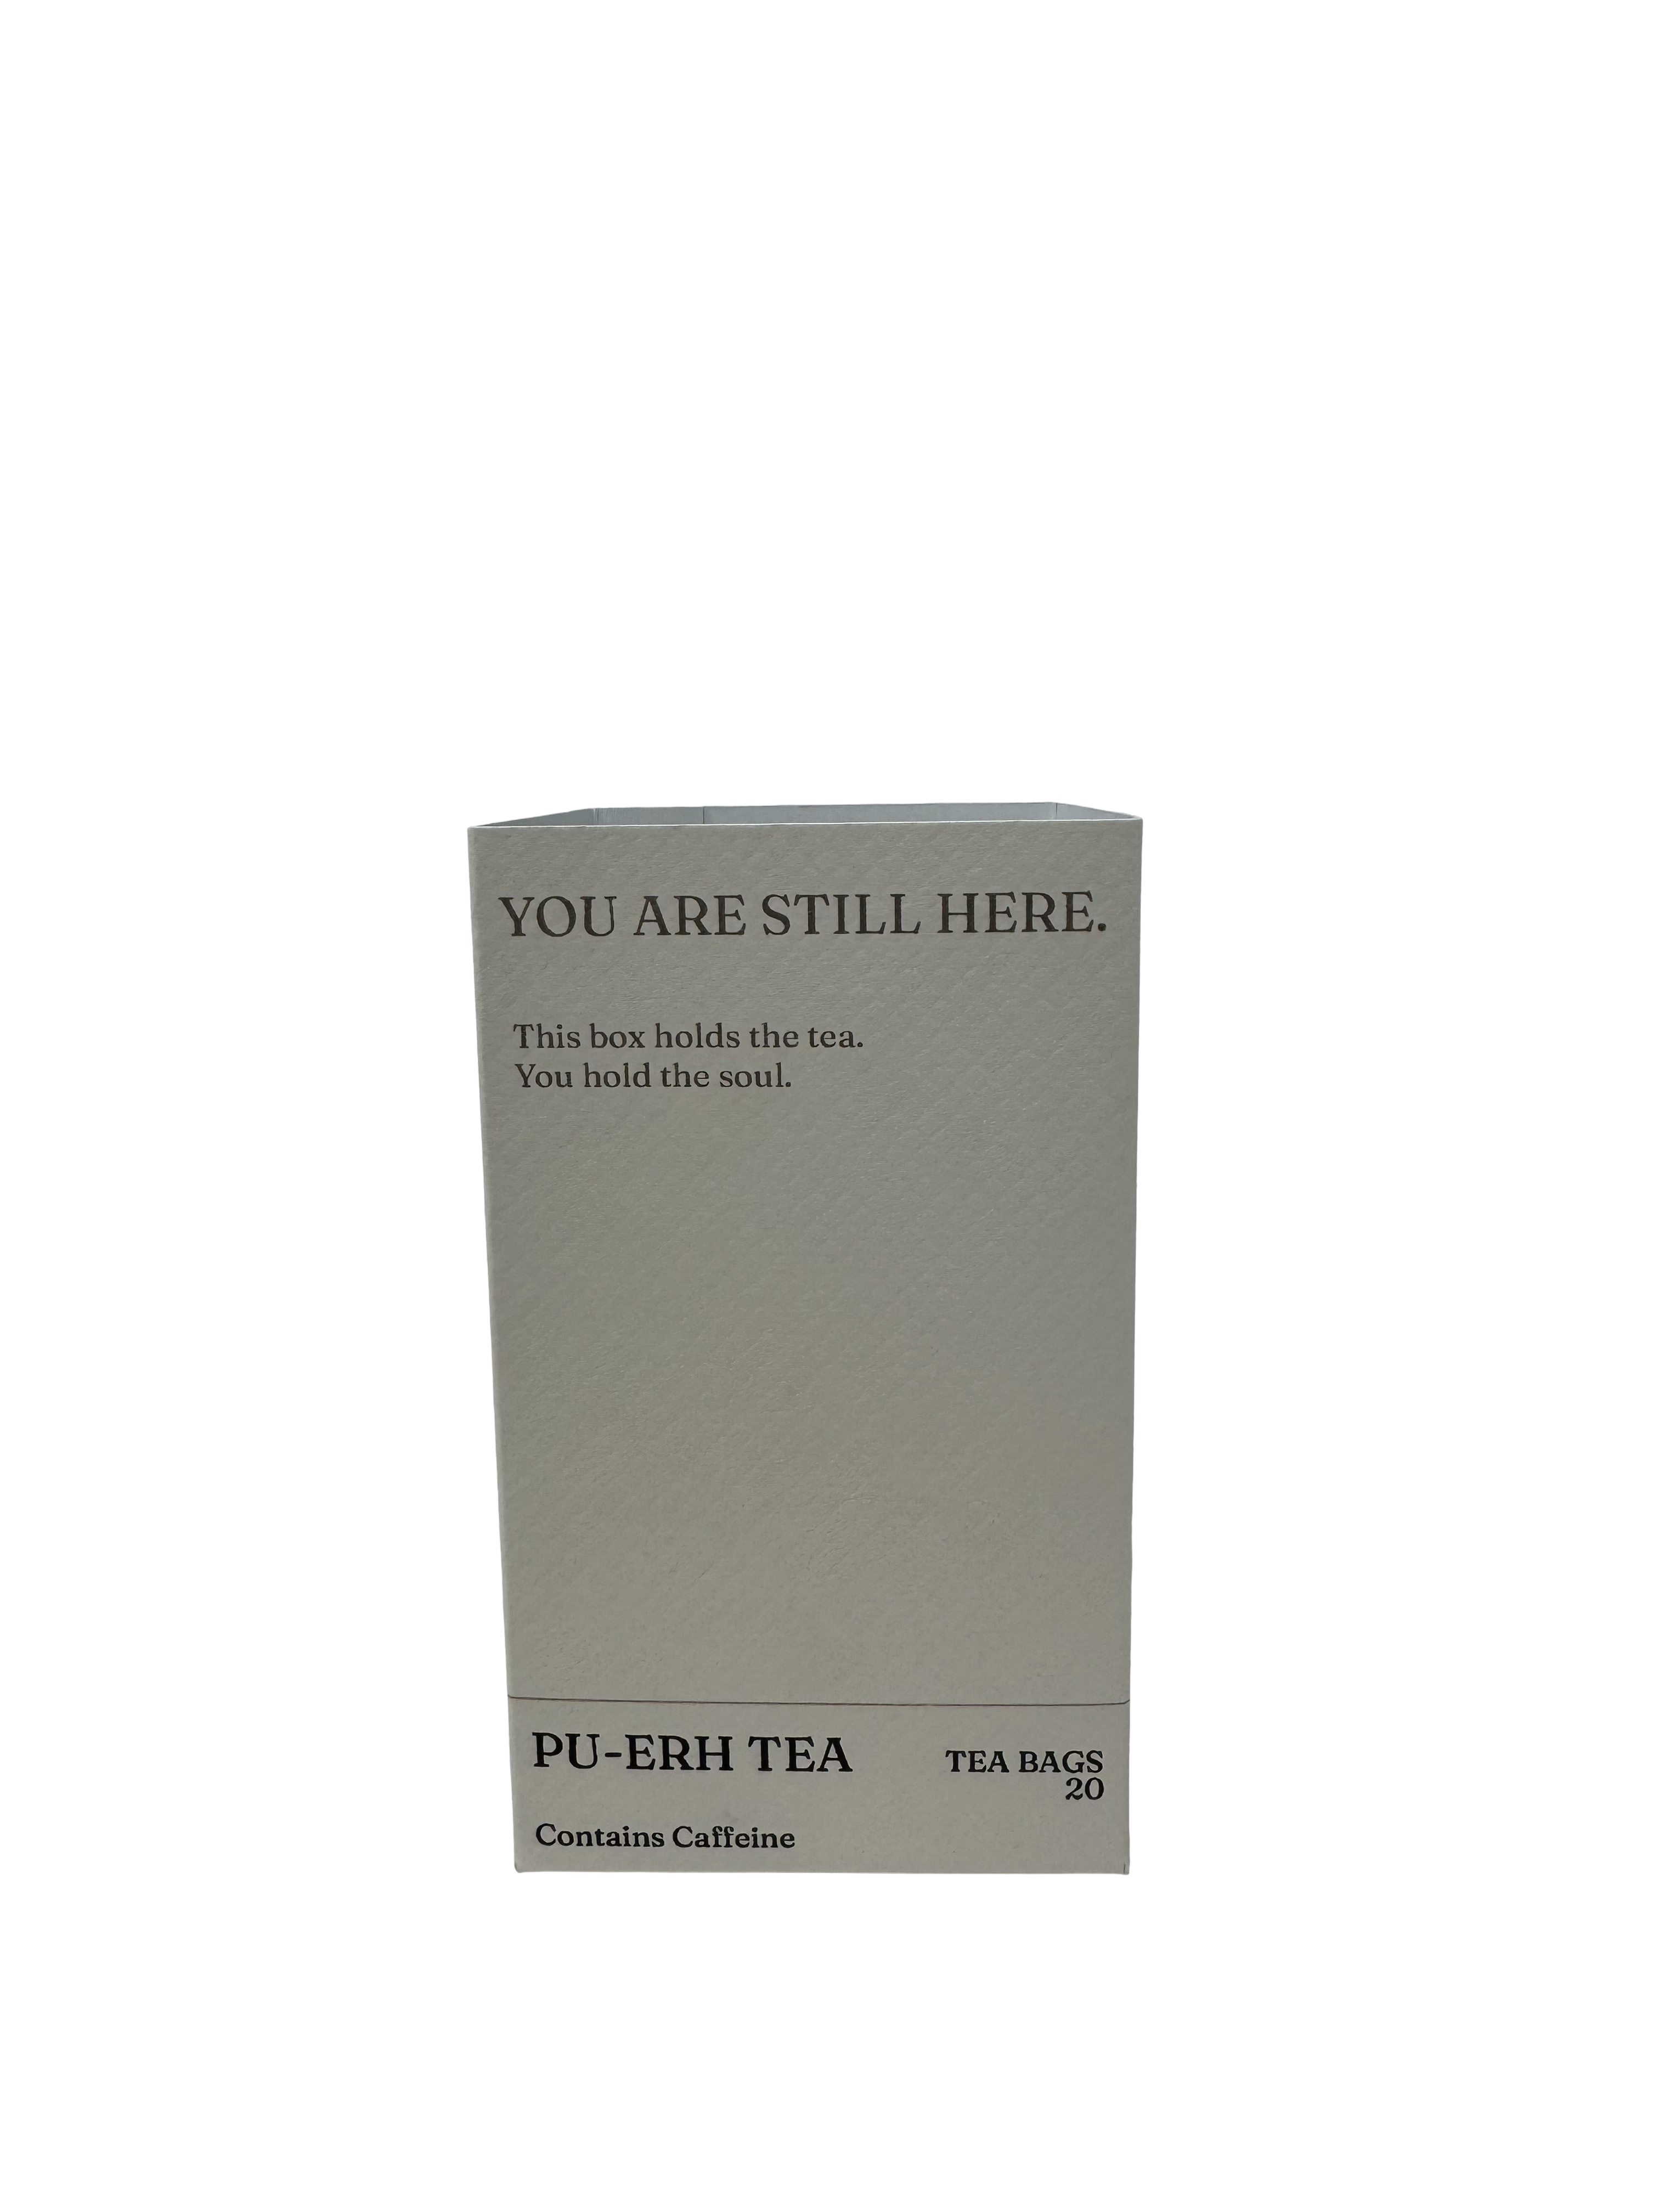 YOU ARE STILL HERE.
This box holds the tea.
You hold the soul.
PU-ERH TEA
TEA BAGS
20
Contains Caffeine